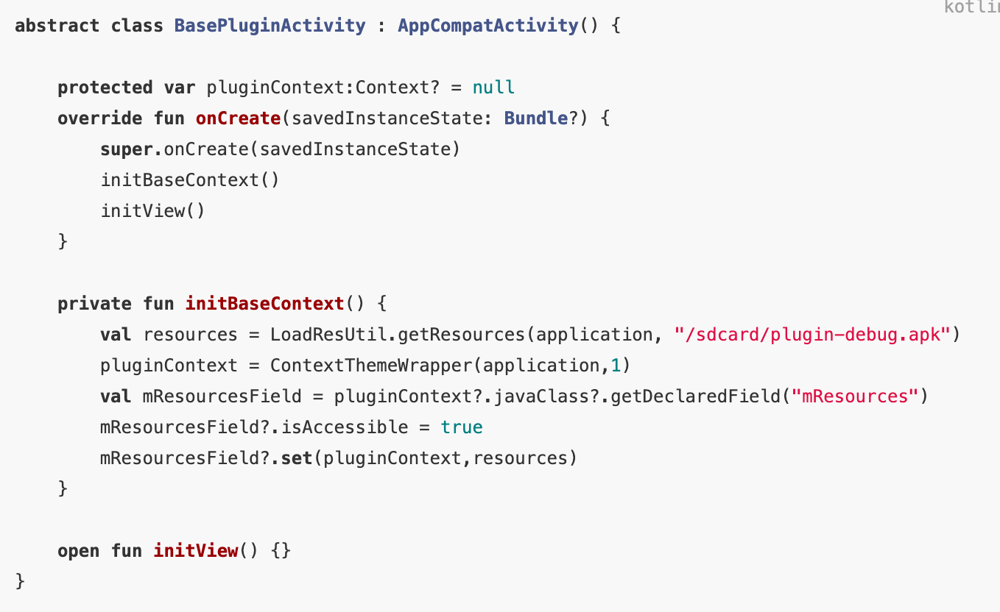 kotlin
abstract class BasePluginActivity : AppCompatActivity() {
    protected var pluginContext:Context? = null
    override fun onCreate(savedInstanceState: Bundle?) {
        super.onCreate(savedInstanceState)
        initBaseContext()
        initView()
    }
    private fun initBaseContext() {
        val resources = LoadResUtil.getResources(application, "/sdcard/plugin-debug.apk")
        pluginContext = ContextThemeWrapper(application,1)
        val mResourcesField = pluginContext?.javaClass?.getDeclaredField("mResources")
        mResourcesField?.isAccessible = true
        mResourcesField?.set(pluginContext,resources)
    }
    open fun initView() {}
}